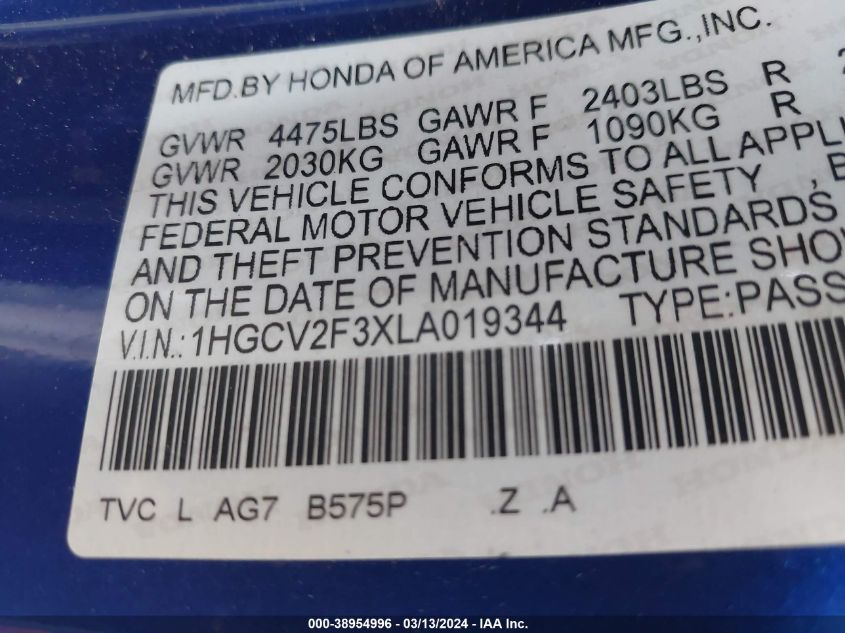 MFD.BY HONDA OF AMERICA MFG.,INC.
GVWR 4475LBS GAWR F 2403LBS R
GVWR 2030KG GAWR F 1090KG R
THIS VEHICLE CONFORMS TO ALL APPLI
FEDERAL MOTOR VEHICLE SAFETY , B
AND THEFT PREVENTION STANDARDS
ON THE DATE OF MANUFACTURE SHO
V.I.N.:1HGCV2F3XLA019344 TYPE:PASS
TVC L AG7 B575P .Z .A
000-38954996 / 03/13/2024 - IAA Inc.